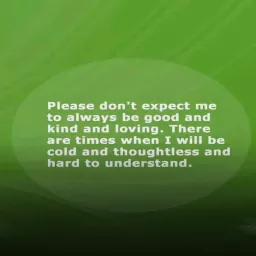 Please don't expect me
to always be good and
kind and loving. There
are times when I will be
cold and thoughtless and
hard to understand.